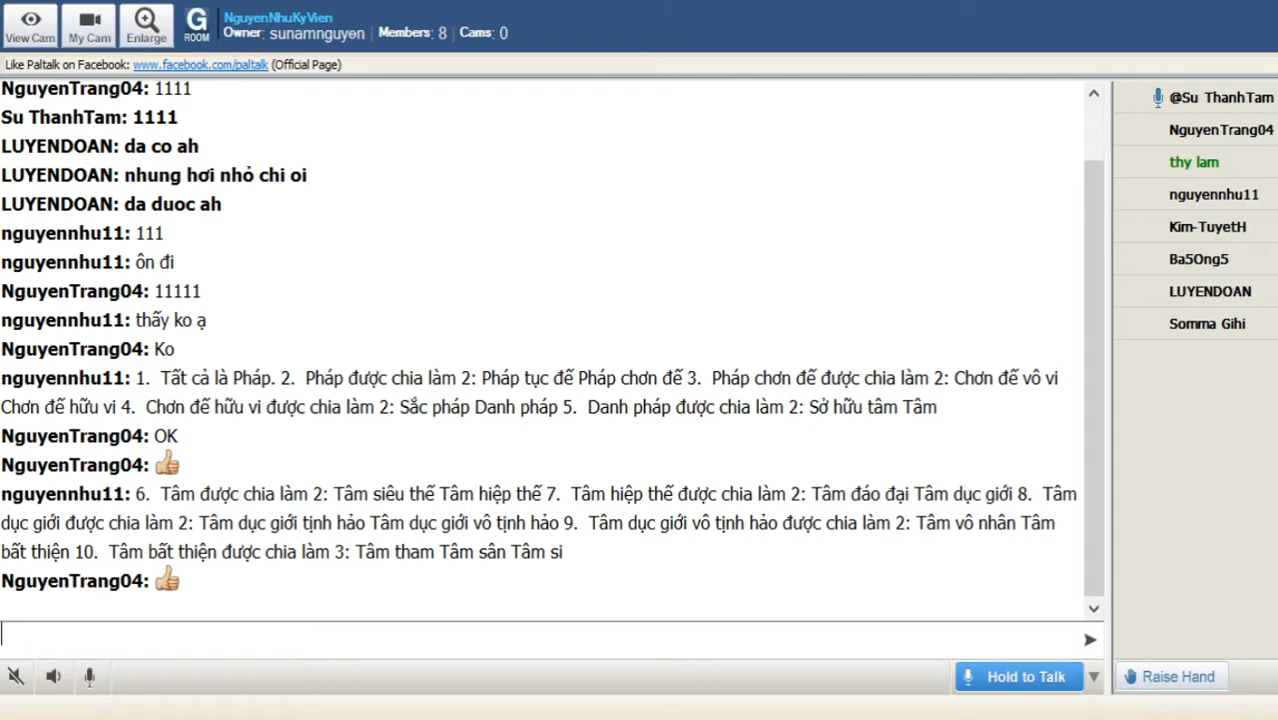 View Cam
My Cam
Enlarge
G
ROOM
NguyenNhuKyVien
Owner: sunamnguyen | Members: 8 | Cams: 0
Like Paltalk on Facebook: www.facebook.com/paltalk (Official Page)
NguyenTrang04: 1111
Su ThanhTam: 1111
LUYENDOAN: da co ah
LUYENDOAN: nhung hơi nhỏ chi oi
LUYENDOAN: da duoc ah
nguyennhu11: 111
nguyennhu11: ôn đi
NguyenTrang04: 11111
nguyennhu11: thấy ko ạ
NguyenTrang04: Ko
nguyennhu11: 1. Tất cả là Pháp. 2. Pháp được chia làm 2: Pháp tục đế Pháp chơn đế 3. Pháp chơn đế được chia làm 2: Chơn đế vô vi
Chơn đế hữu vi 4. Chơn đế hữu vi được chia làm 2: Sắc pháp Danh pháp 5. Danh pháp được chia làm 2: Sở hữu tâm Tâm
NguyenTrang04: OK
NguyenTrang04:
nguyennhu11: 6. Tâm được chia làm 2: Tâm siêu thế Tâm hiệp thế 7. Tâm hiệp thế được chia làm 2: Tâm đáo đại Tâm dục giới 8. Tâm
dục giới được chia làm 2: Tâm dục giới tịnh hảo Tâm dục giới vô tịnh hảo 9. Tâm dục giới vô tịnh hảo được chia làm 2: Tâm vô nhân Tâm
bất thiện 10. Tâm bất thiện được chia làm 3: Tâm tham Tâm sân Tâm si
NguyenTrang04:
@Su ThanhTam
NguyenTrang04
thy lam
nguyennhu11
Kim-TuyetH
Ba5Ong5
LUYENDOAN
Somma Gihi
Hold to Talk
Raise Hand